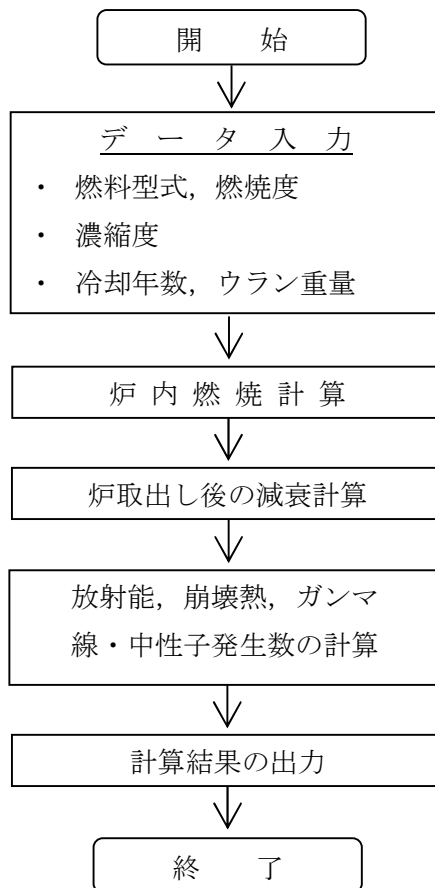 開　始
データ入力
・ 燃料型式，燃焼度
・ 濃縮度
・ 冷却年数，ウラン重量
炉内燃焼計算
炉取出し後の減衰計算
放射能，崩壊熱，ガンマ
線・中性子発生数の計算
計算結果の出力
終　了